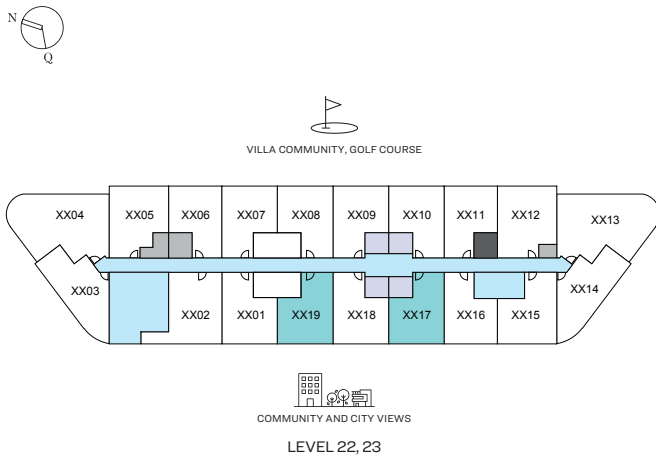 N
Q
VILLA COMMUNITY, GOLF COURSE
XX04 XX05 XX06 XX07 XX08 XX09 XX10 XX11 XX12 XX13
XX03 XX02 XX01 XX19 XX18 XX17 XX16 XX15 XX14
COMMUNITY AND CITY VIEWS
LEVEL 22, 23